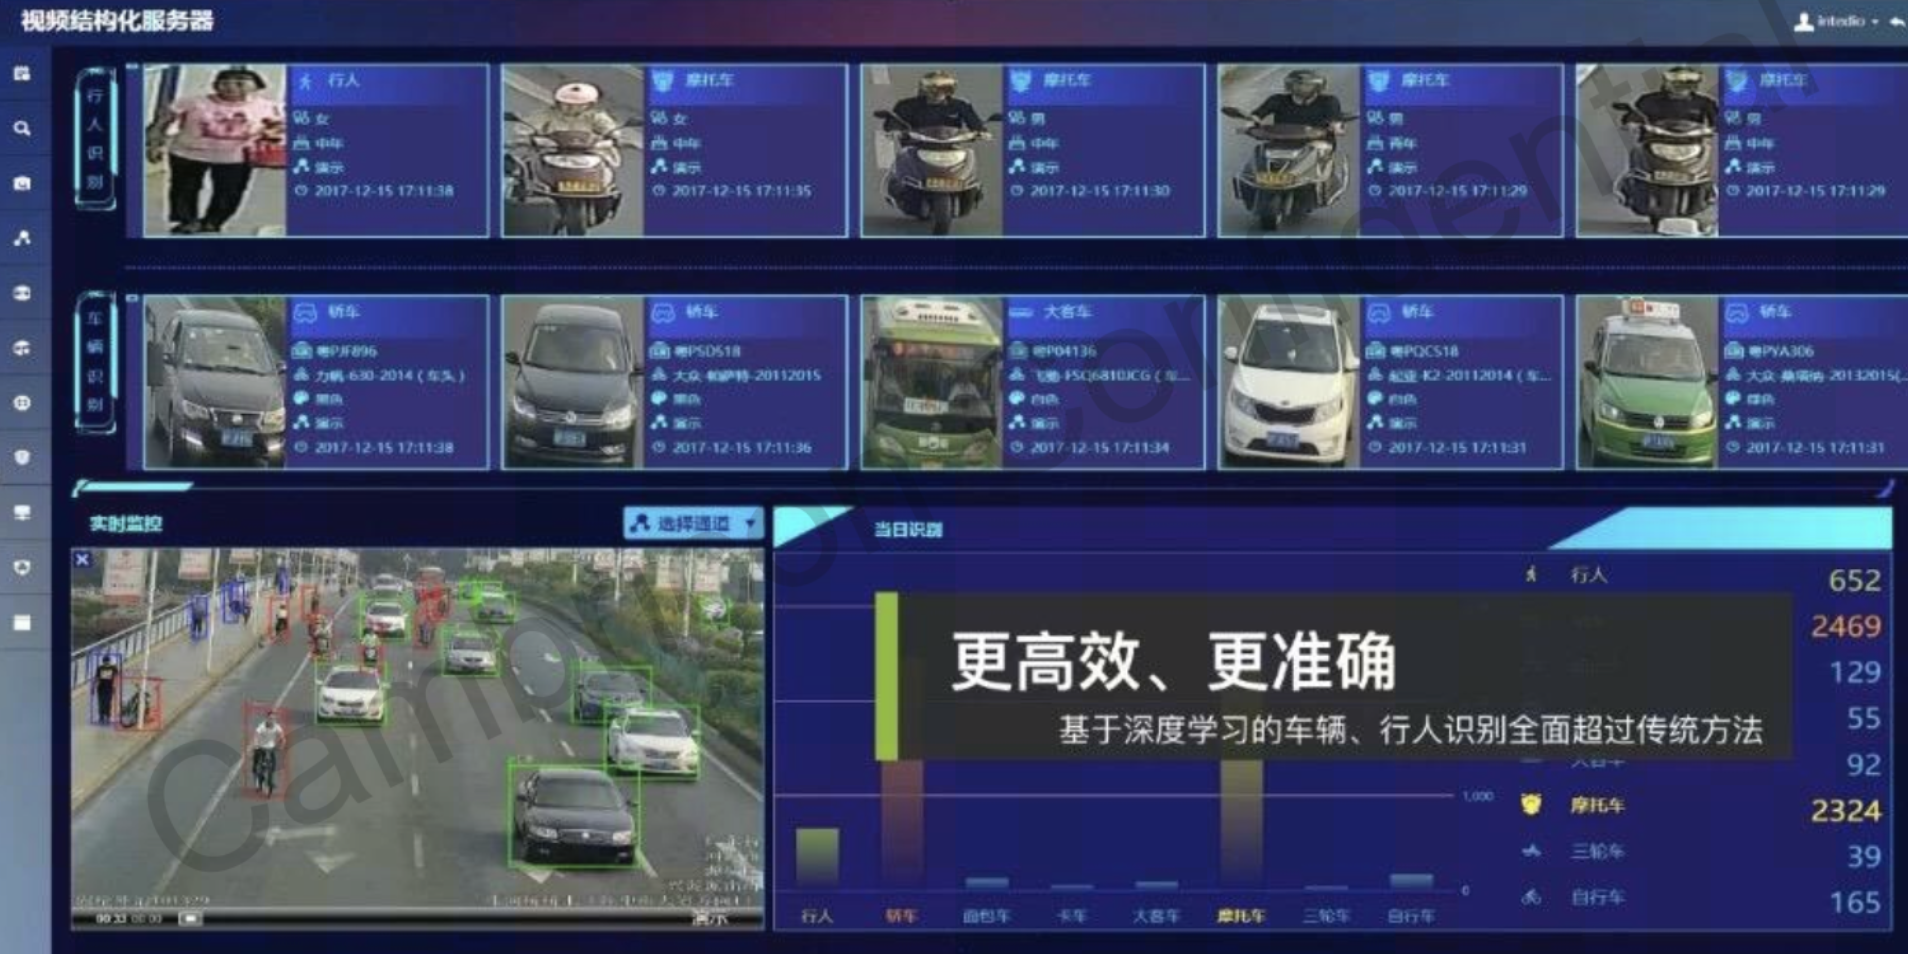 视频结构化服务器
intedio
行人识别
行人
女
中年
演示
2017-12-15 17:11:38
摩托车
女
中年
演示
2017-12-15 17:11:35
摩托车
男
中年
演示
2017-12-15 17:11:30
摩托车
男
青年
演示
2017-12-15 17:11:29
摩托车
男
中年
演示
2017-12-15 17:11:29
车辆识别
轿车
粤PJF896
力帆-630-2014（车头）
黑色
演示
2017-12-15 17:11:38
轿车
粤PSD518
大众-帕萨特-20112015
黑色
演示
2017-12-15 17:11:36
大客车
粤P04136
飞驰-FSQ6810JCG（车...
白色
演示
2017-12-15 17:11:34
轿车
粤PQC518
起亚-K2-20112014（车...
白色
演示
2017-12-15 17:11:31
轿车
粤PYA306
大众-桑塔纳-20132015(...
绿色
演示
2017-12-15 17:11:31
实时监控
选择通道
演示
当日识别
行人 652
2469
129
55
大客车 92
摩托车 2324
三轮车 39
自行车 165
更高效、更准确
基于深度学习的车辆、行人识别全面超过传统方法
1,000
0
行人 轿车 面包车 卡车 大客车 摩托车 三轮车 自行车
Campvision Confidential